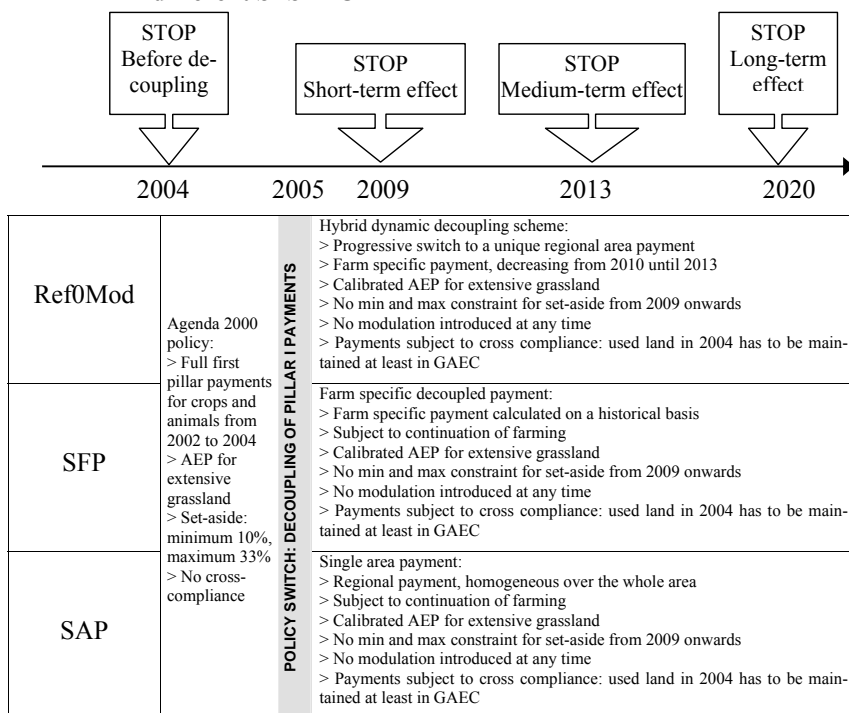 STOP
Before de-
coupling
STOP
Short-term effect
STOP
Medium-term effect
STOP
Long-term
effect
2004
2005
2009
2013
2020
Ref0Mod
SFP
SAP
Agenda 2000
policy:
> Full first
pillar payments
for crops and
animals from
2002 to 2004
> AEP for
extensive
grassland
> Set-aside:
minimum 10%,
maximum 33%
> No cross-
compliance
POLICY SWITCH: DECOUPLING OF PILLAR I PAYMENTS
Hybrid dynamic decoupling scheme:
> Progressive switch to a unique regional area payment
> Farm specific payment, decreasing from 2010 until 2013
> Calibrated AEP for extensive grassland
> No min and max constraint for set-aside from 2009 onwards
> No modulation introduced at any time
> Payments subject to cross compliance: used land in 2004 has to be main-
tained at least in GAEC
Farm specific decoupled payment:
> Farm specific payment calculated on a historical basis
> Subject to continuation of farming
> Calibrated AEP for extensive grassland
> No min and max constraint for set-aside from 2009 onwards
> No modulation introduced at any time
> Payments subject to cross compliance: used land in 2004 has to be main-
tained at least in GAEC
Single area payment:
> Regional payment, homogeneous over the whole area
> Subject to continuation of farming
> Calibrated AEP for extensive grassland
> No min and max constraint for set-aside from 2009 onwards
> No modulation introduced at any time
> Payments subject to cross compliance: used land in 2004 has to be main-
tained at least in GAEC